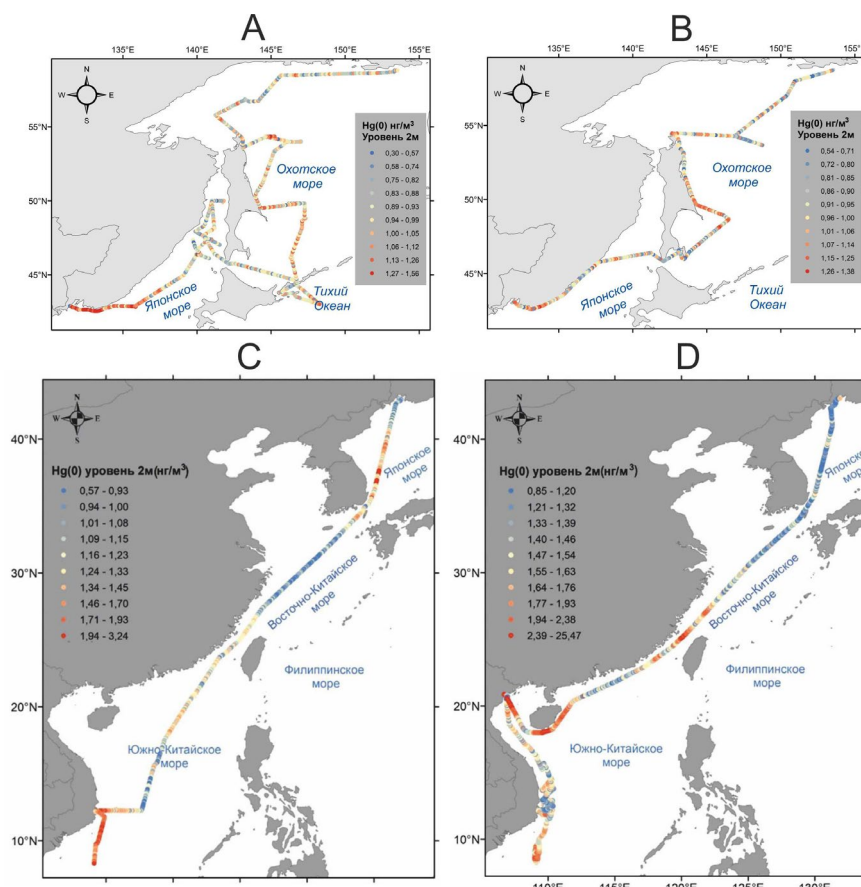 A
135°E 140°E 145°E 150°E 155°E
N
W E
S
55°N
50°N
45°N
Hg(0) нг/м³
Уровень 2м
0,30 - 0,57
0,58 - 0,74
0,75 - 0,82
0,83 - 0,88
0,89 - 0,93
0,94 - 0,99
1,00 - 1,05
1,06 - 1,12
1,13 - 1,26
1,27 - 1,56
Охотское
море
Японское
море
Тихий
Океан
B
135°E 140°E 145°E 150°E 155°E
N
W E
S
55°N
50°N
45°N
Hg(0) нг/м³
Уровень 2м
0,54 - 0,71
0,72 - 0,80
0,81 - 0,85
0,86 - 0,90
0,91 - 0,95
0,96 - 1,00
1,01 - 1,06
1,07 - 1,14
1,15 - 1,25
1,26 - 1,38
Охотское
море
Японское
море
Тихий
Океан
C
N
W E
S
40°N
30°N
20°N
10°N
Hg(0) уровень 2м(нг/м³)
0,57 - 0,93
0,94 - 1,00
1,01 - 1,08
1,09 - 1,15
1,16 - 1,23
1,24 - 1,33
1,34 - 1,45
1,46 - 1,70
1,71 - 1,93
1,94 - 3,24
Японское
море
Восточно-Китайское
море
Филиппинское
море
Южно-Китайское
море
D
N
W E
S
40°N
30°N
20°N
10°N
Hg(0) уровень 2м(нг/м³)
0,85 - 1,20
1,21 - 1,32
1,33 - 1,39
1,40 - 1,46
1,47 - 1,54
1,55 - 1,63
1,64 - 1,76
1,77 - 1,93
1,94 - 2,38
2,39 - 25,47
Японское
море
Восточно-Китайское
море
Филиппинское
море
Южно-Китайское
море
110°E 115°E 120°E 125°E 130°E